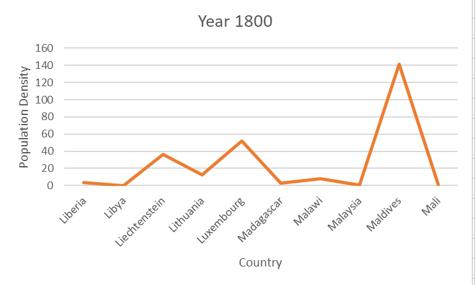 Year 1800
Population Density
160
140
120
100
80
60
40
20
0
Liberia
Libya
Liechtenstein
Lithuania
Luxembourg
Madagascar
Malawi
Malaysia
Maldives
Mali
Country